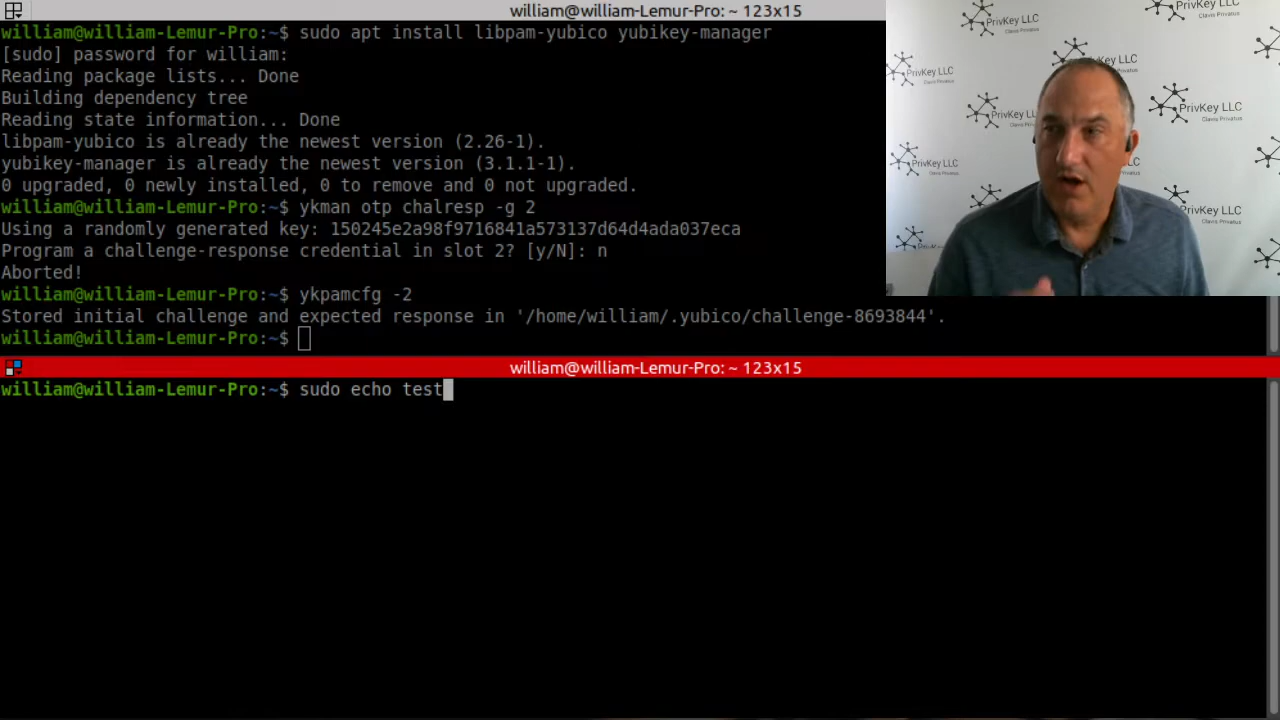 william@william-Lemur-Pro: ~ 123x15
william@william-Lemur-Pro:~$ sudo apt install libpam-yubico yubikey-manager
[sudo] password for william:
Reading package lists... Done
Building dependency tree
Reading state information... Done
libpam-yubico is already the newest version (2.26-1).
yubikey-manager is already the newest version (3.1.1-1).
0 upgraded, 0 newly installed, 0 to remove and 0 not upgraded.
william@william-Lemur-Pro:~$ ykman otp chalresp -g 2
Using a randomly generated key: 150245e2a98f9716841a573137d64d4ada037eca
Program a challenge-response credential in slot 2? [y/N]: n
Aborted!
william@william-Lemur-Pro:~$ ykpamcfg -2
Stored initial challenge and expected response in '/home/william/.yubico/challenge-8693844'.
william@william-Lemur-Pro:~$
PrivKey LLC
PrivKey LLC
Clavis Privatus
Key LLC
Privatus
PrivKey LLC
PrivKey LLC
PrivKey LLC
Clavis Privatus
PrivKey LLC
william@william-Lemur-Pro: ~ 123x15
william@william-Lemur-Pro:~$ sudo echo test